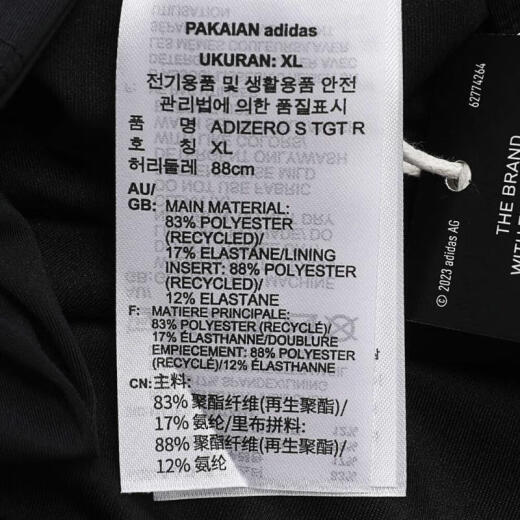 PAKAIAN adidas
UKURAN: XL
전기용품 및 생활용품 안전
관리법에 의한 품질표시
품 명 ADIZERO S TGT R
호 칭 XL
허리둘레 88cm
AU/
GB: MAIN MATERIAL:
83% POLYESTER
(RECYCLED)/
17% ELASTANE/LINING
INSERT: 88% POLYESTER
(RECYCLED)/
12% ELASTANE
F: MATIERE PRINCIPALE:
83% POLYESTER (RECYCLÉ)/
17% ÉLASTHANNE/DOUBLURE
EMPIECEMENT: 88% POLYESTER
(RECYCLÉ)/12% ÉLASTHANNE
CN: 主料:
83% 聚酯纤维(再生聚酯)/
17% 氨纶/里布拼料:
88% 聚酯纤维(再生聚酯)/
12% 氨纶
62774264
THE BRAND
© 2023 adidas AG